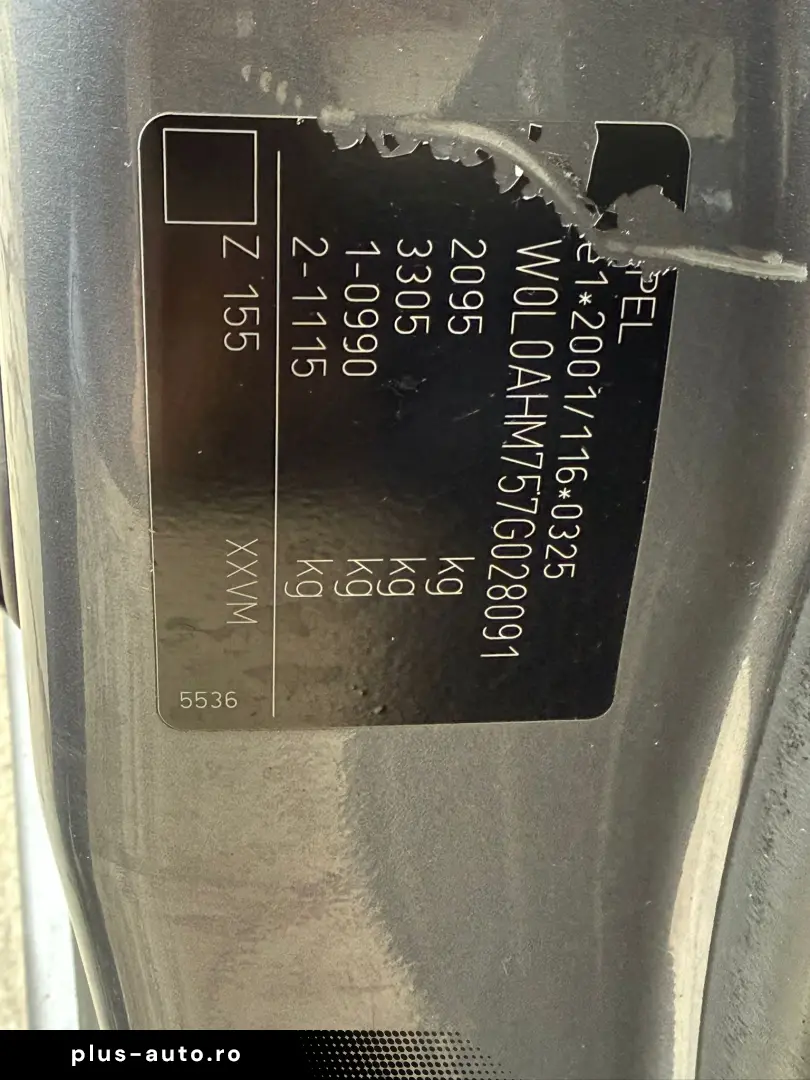 PEL
e1*2001/116*0325
W0L0AHM757G028091
2095 kg
3305 kg
1-0990 kg
2-1115 kg
Z 155 XXVM
5536
plus-auto.ro